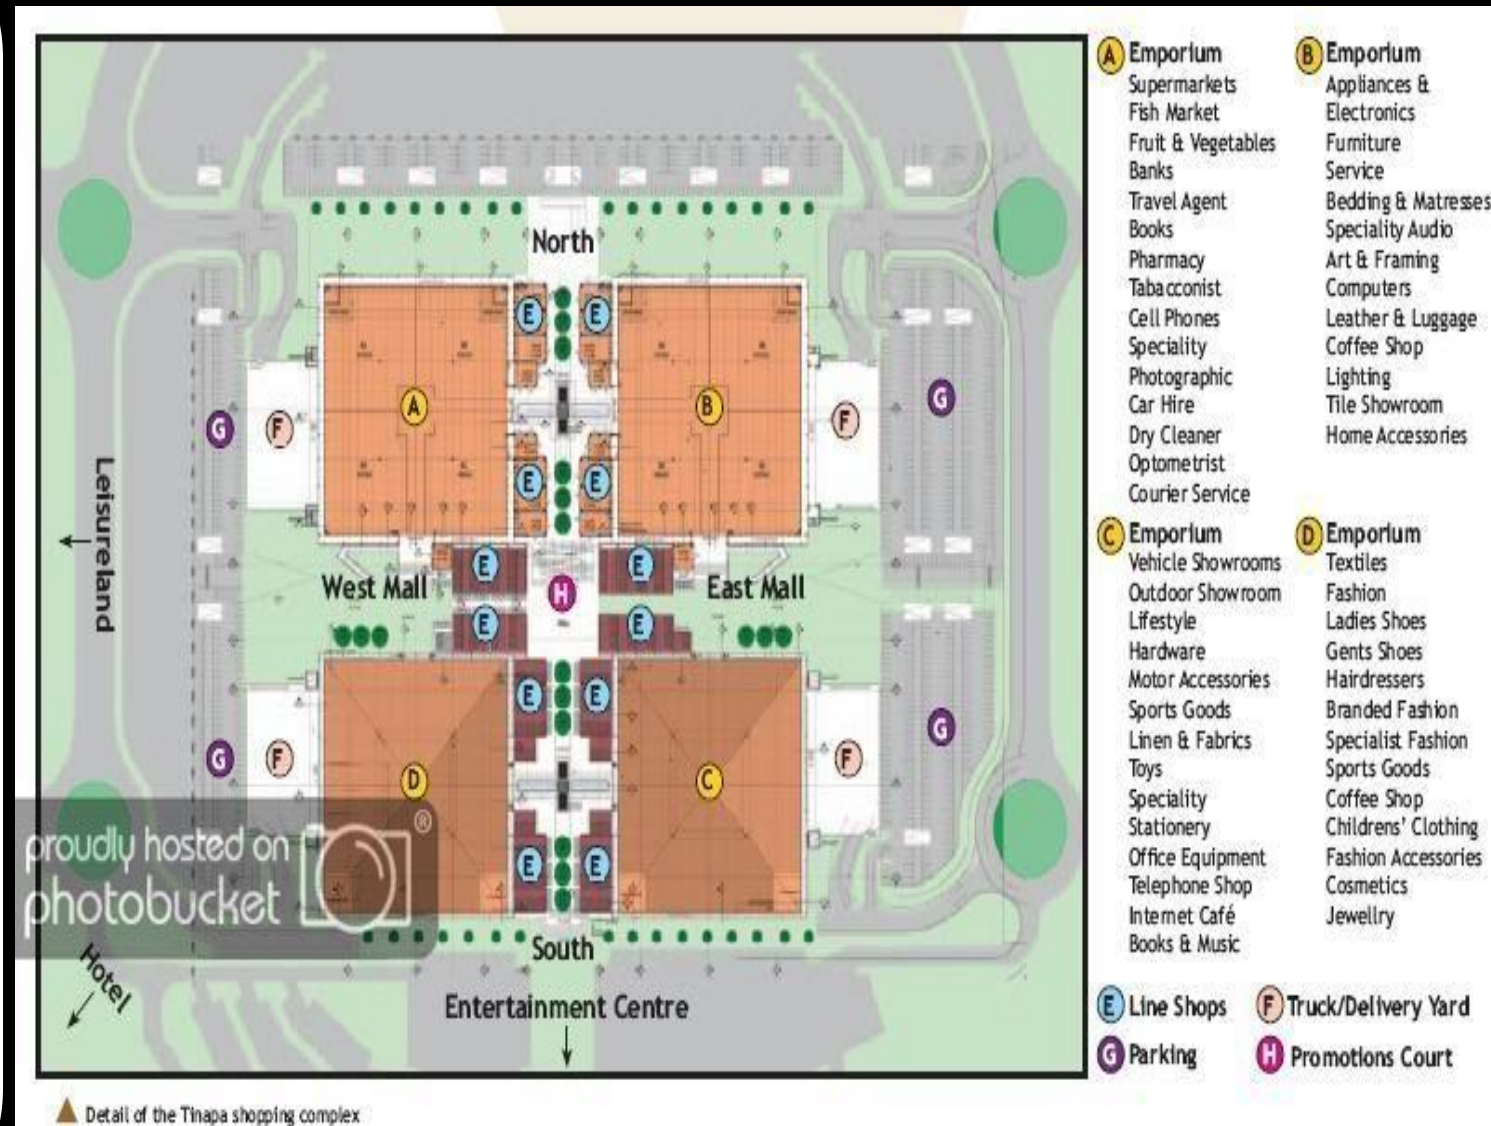 North
E
E
A
B
G
F
F
G
E
E
Leisureland
West Mall
E
E
East Mall
H
E
E
E
E
G
F
D
C
F
G
E
E
proudly hosted on
photobucket®
Hotel
South
Entertainment Centre
A Emporium
Supermarkets
Fish Market
Fruit & Vegetables
Banks
Travel Agent
Books
Pharmacy
Tabacconist
Cell Phones
Speciality
Photographic
Car Hire
Dry Cleaner
Optometrist
Courier Service
B Emporium
Appliances &
Electronics
Furniture
Service
Bedding & Matresses
Speciality Audio
Art & Framing
Computers
Leather & Luggage
Coffee Shop
Lighting
Tile Showroom
Home Accessories
C Emporium
Vehicle Showrooms
Outdoor Showroom
Lifestyle
Hardware
Motor Accessories
Sports Goods
Linen & Fabrics
Toys
Speciality
Stationery
Office Equipment
Telephone Shop
Internet Café
Books & Music
D Emporium
Textiles
Fashion
Ladies Shoes
Gents Shoes
Hairdressers
Branded Fashion
Specialist Fashion
Sports Goods
Coffee Shop
Childrens' Clothing
Fashion Accessories
Cosmetics
Jewellry
E Line Shops
F Truck/Delivery Yard
G Parking
H Promotions Court
Detail of the Tinapa shopping complex